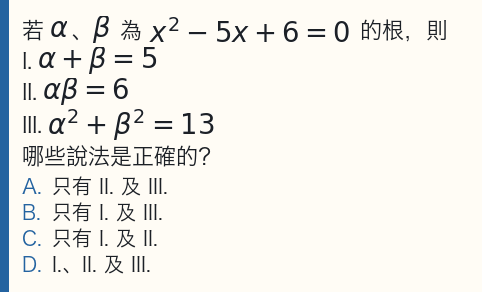 若 α、β 為 x² − 5x + 6 = 0 的根，則
I. α + β = 5
II. αβ = 6
III. α² + β² = 13
哪些說法是正確的?
A. 只有 II. 及 III.
B. 只有 I. 及 III.
C. 只有 I. 及 II.
D. I.、II. 及 III.